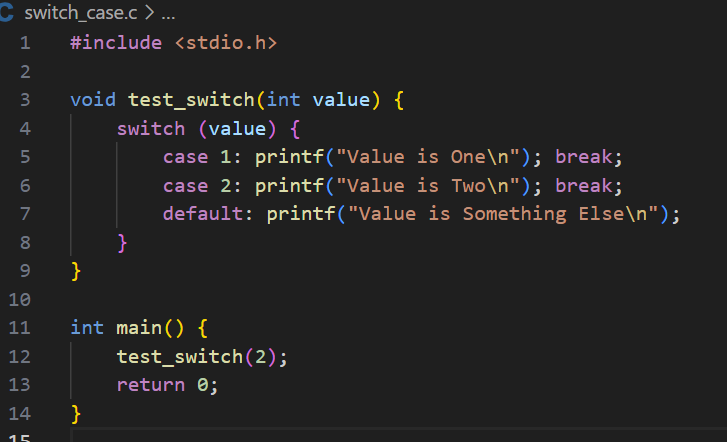 C switch_case.c > ...
1 #include <stdio.h>
2
3 void test_switch(int value) {
4     switch (value) {
5         case 1: printf("Value is One\n"); break;
6         case 2: printf("Value is Two\n"); break;
7         default: printf("Value is Something Else\n");
8     }
9 }
10
11 int main() {
12     test_switch(2);
13     return 0;
14 }
15